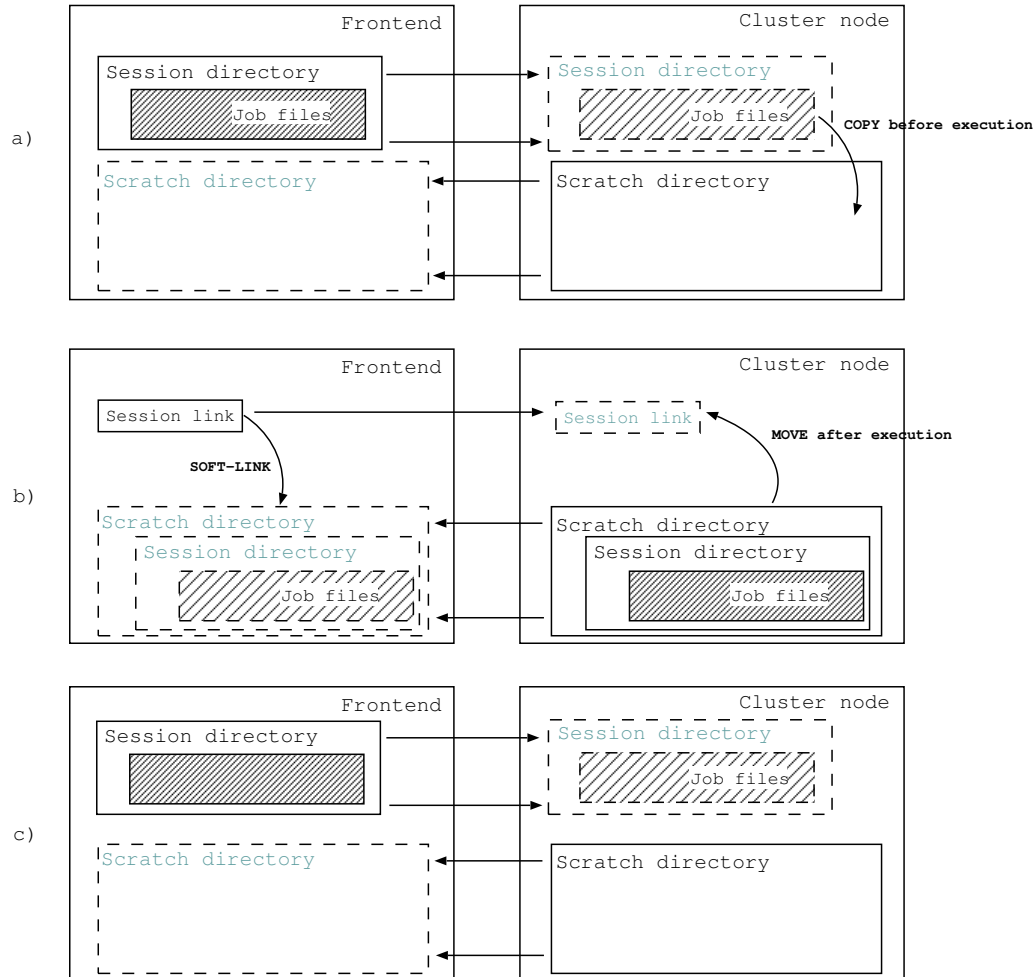 Frontend
Session directory
Job files
Scratch directory
a)
Cluster node
Session directory
Job files
COPY before execution
Scratch directory
Frontend
Session link
SOFT-LINK
b)
Scratch directory
Session directory
Job files
Cluster node
Session link
MOVE after execution
Scratch directory
Session directory
Job files
Frontend
Session directory
c)
Scratch directory
Cluster node
Session directory
Job files
Scratch directory